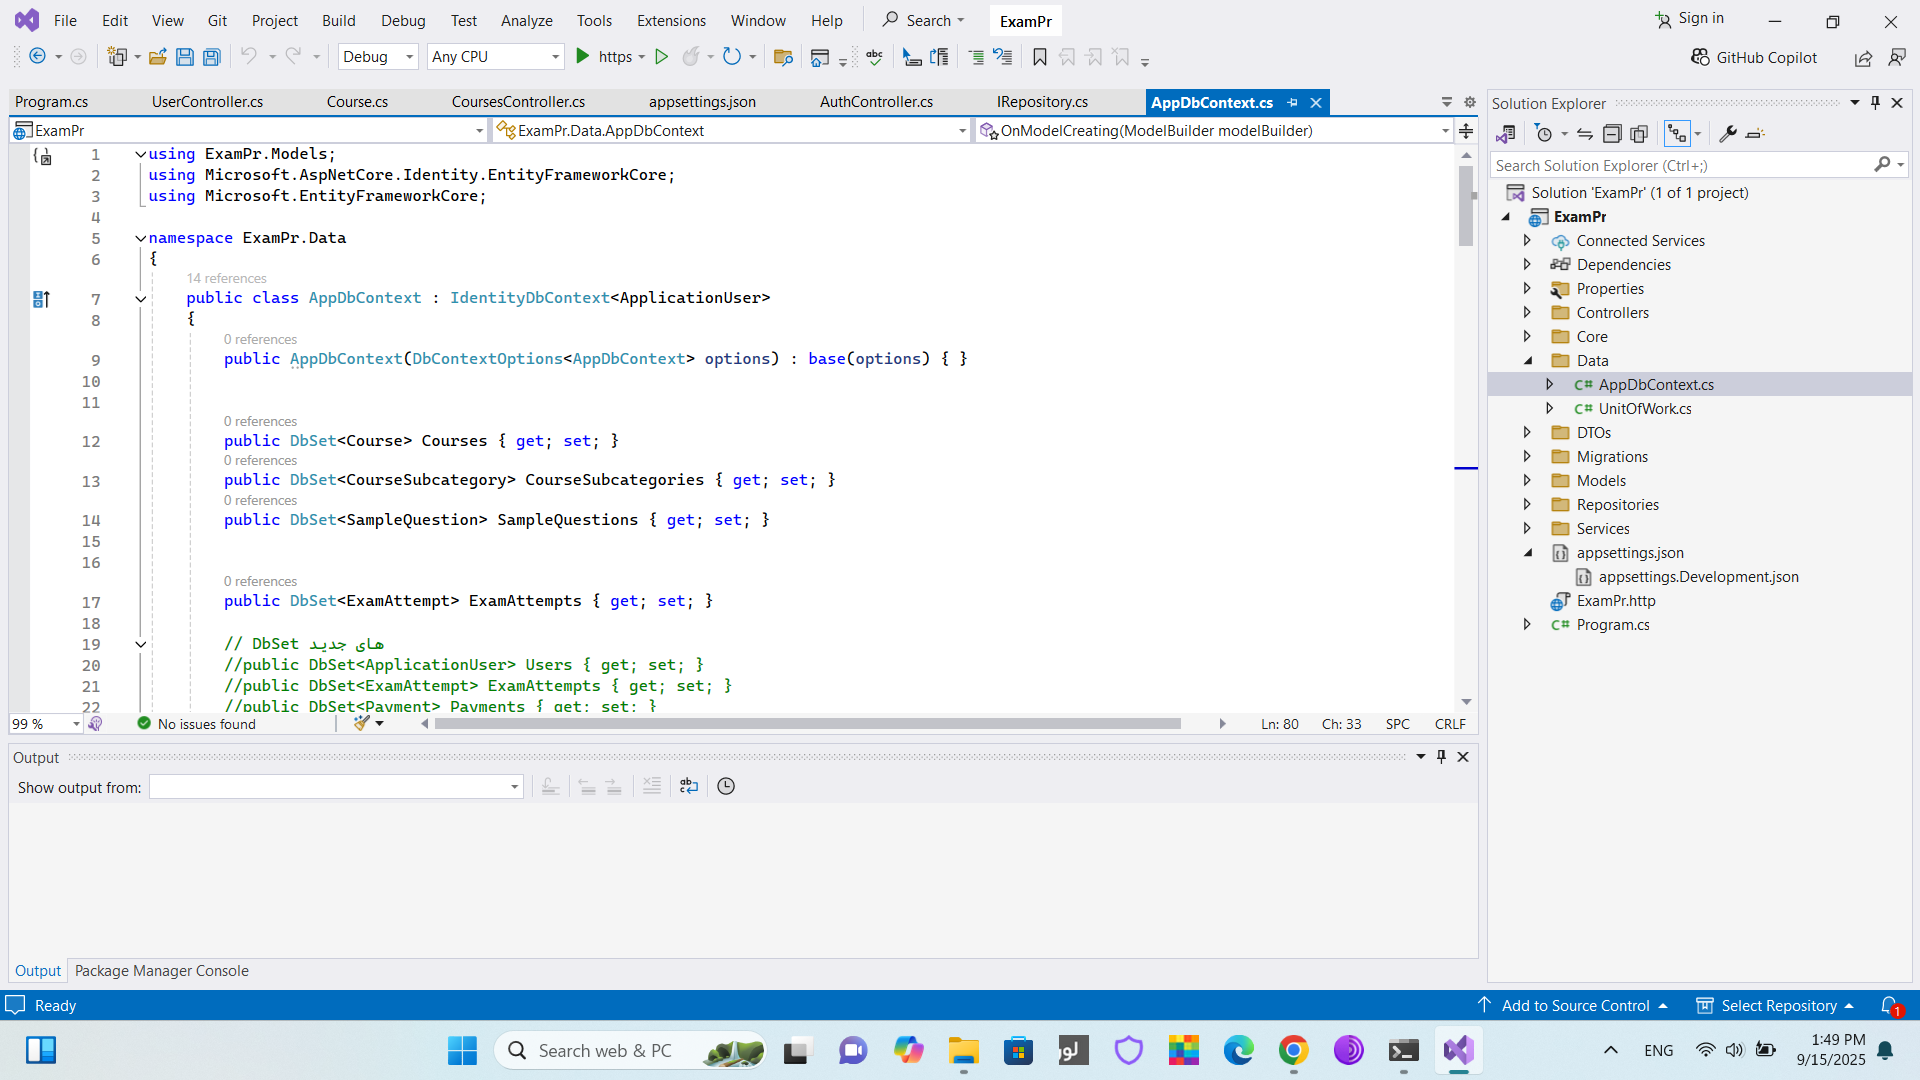 File Edit View Git Project Build Debug Test Analyze Tools Extensions Window Help Search ExamPr Sign in
Debug Any CPU https GitHub Copilot
Program.cs UserController.cs Course.cs CoursesController.cs appsettings.json AuthController.cs IRepository.cs AppDbContext.cs
ExamPr ExamPr.Data.AppDbContext OnModelCreating(ModelBuilder modelBuilder)
1 using ExamPr.Models;
2 using Microsoft.AspNetCore.Identity.EntityFrameworkCore;
3 using Microsoft.EntityFrameworkCore;
4
5 namespace ExamPr.Data
6 {
14 references
7 public class AppDbContext : IdentityDbContext<ApplicationUser>
8 {
0 references
9 public AppDbContext(DbContextOptions<AppDbContext> options) : base(options) { }
10
11
0 references
12 public DbSet<Course> Courses { get; set; }
0 references
13 public DbSet<CourseSubcategory> CourseSubcategories { get; set; }
0 references
14 public DbSet<SampleQuestion> SampleQuestions { get; set; }
15
16
0 references
17 public DbSet<ExamAttempt> ExamAttempts { get; set; }
18
19 // DbSet های جدید
20 //public DbSet<ApplicationUser> Users { get; set; }
21 //public DbSet<ExamAttempt> ExamAttempts { get; set; }
22 //public DbSet<Payment> Payments { get; set; }
99 % No issues found Ln: 80 Ch: 33 SPC CRLF
Output
Show output from:
Output Package Manager Console
Solution Explorer
Search Solution Explorer (Ctrl+;)
Solution 'ExamPr' (1 of 1 project)
ExamPr
Connected Services
Dependencies
Properties
Controllers
Core
Data
C# AppDbContext.cs
C# UnitOfWork.cs
DTOs
Migrations
Models
Repositories
Services
appsettings.json
appsettings.Development.json
ExamPr.http
C# Program.cs
Ready Add to Source Control Select Repository 1
Search web & PC لور ENG 1:49 PM
9/15/2025